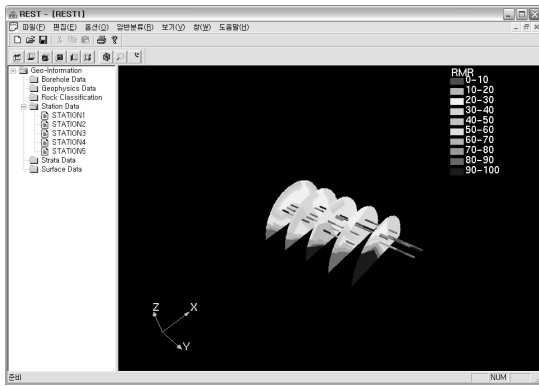 REST - [REST1]
파일(F) 편집(E) 옵션(O) 암반분류(R) 보기(V) 창(W) 도움말(H)
Geo-Information
Borehole Data
Geophysics Data
Rock Classification
Station Data
STATION1
STATION2
STATION3
STATION4
STATION5
Strata Data
Surface Data
RMR
0-10
10-20
20-30
30-40
40-50
50-60
60-70
70-80
80-90
90-100
Z
X
Y
준비
NUM